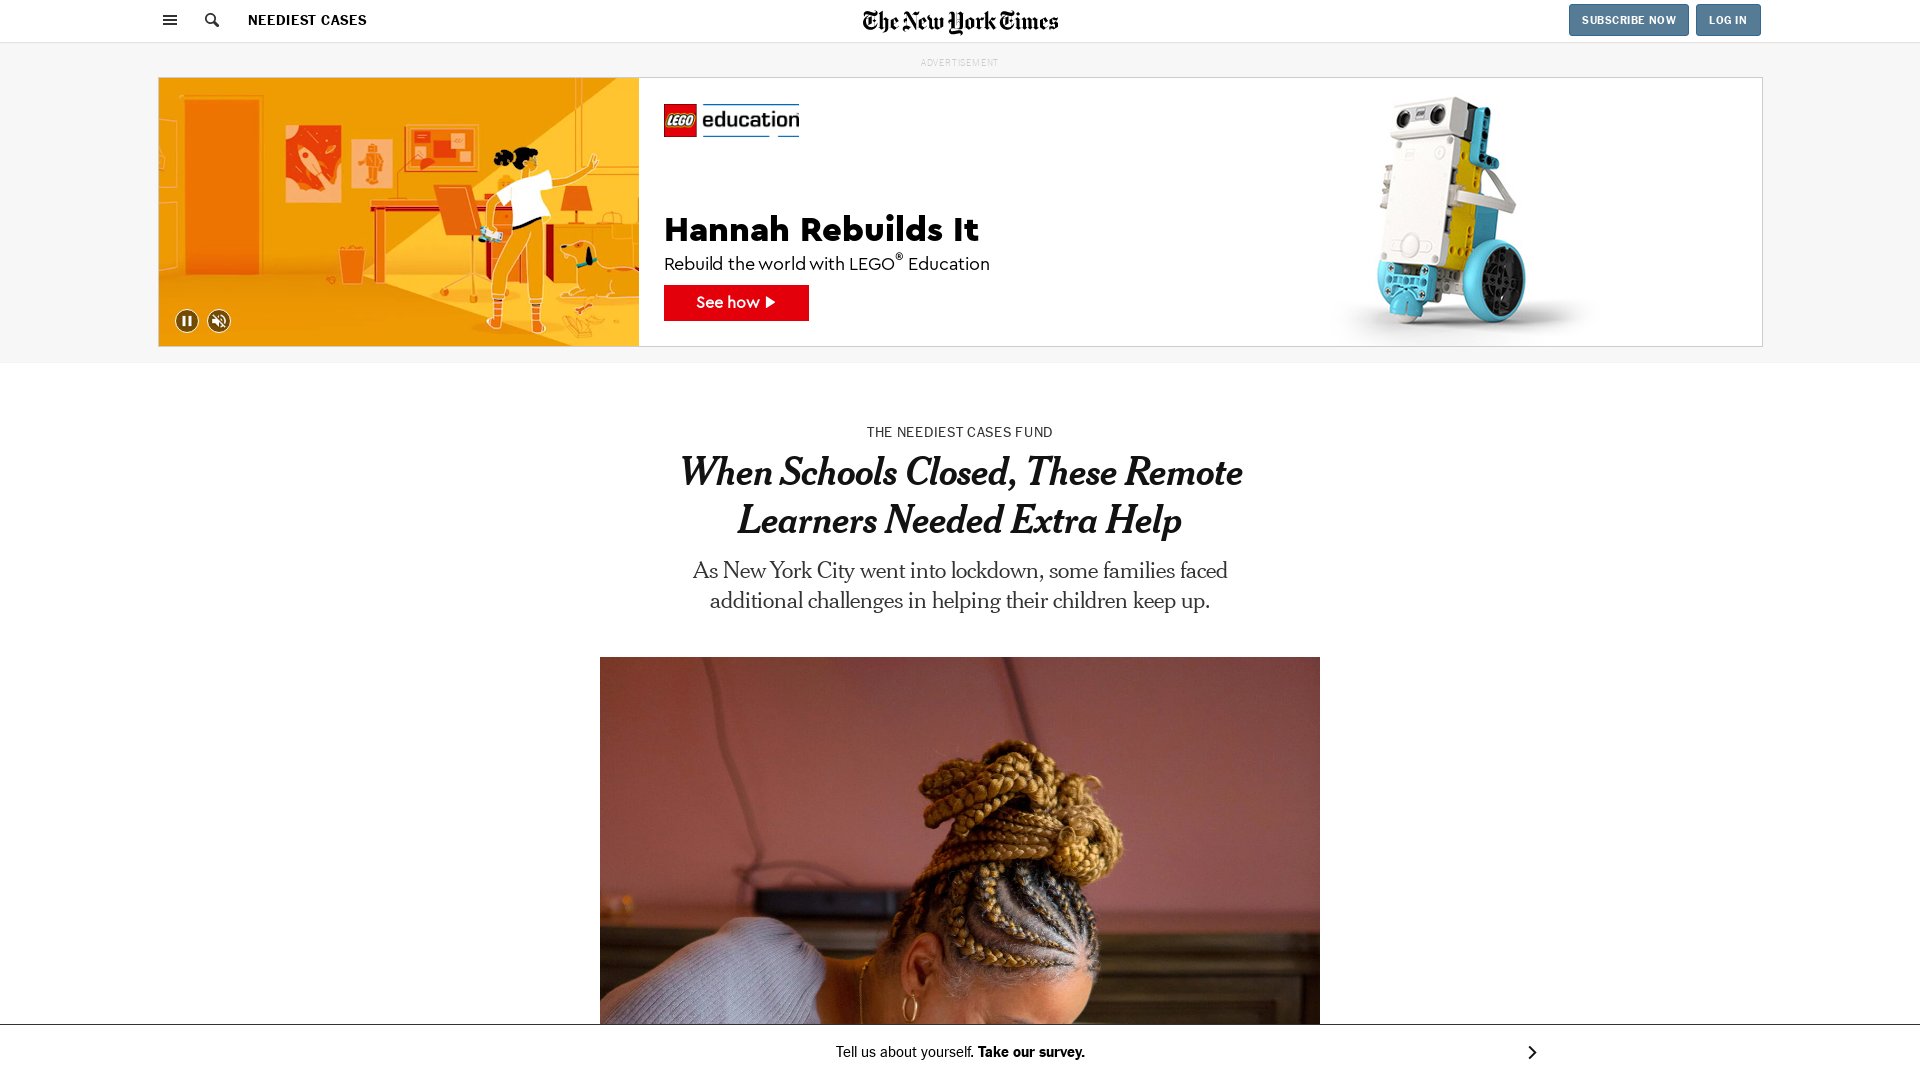 NEEDIEST CASES
The New York Times
SUBSCRIBE NOW
LOG IN
ADVERTISEMENT
LEGO education
Hannah Rebuilds It
Rebuild the world with LEGO® Education
See how
THE NEEDIEST CASES FUND
When Schools Closed, These Remote
Learners Needed Extra Help
As New York City went into lockdown, some families faced
additional challenges in helping their children keep up.
Tell us about yourself. Take our survey.